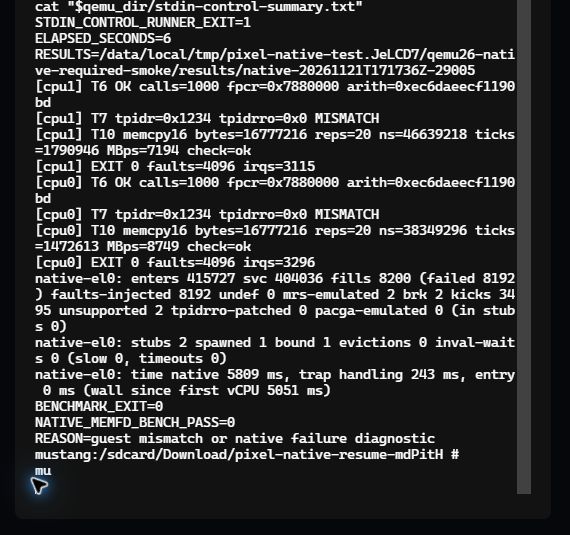 cat "$qemu_dir/stdin-control-summary.txt"
STDIN_CONTROL_RUNNER_EXIT=1
ELAPSED_SECONDS=6
RESULTS=/data/local/tmp/pixel-native-test.JeLCD7/qemu26-nati
ve-required-smoke/results/native-20261121T171736Z-29005
[cpu1] T6 OK calls=1000 fpcr=0x7880000 arith=0xec6daeecf1190
bd
[cpu1] T7 tpidr=0x1234 tpidrro=0x0 MISMATCH
[cpu1] T10 memcpy16 bytes=16777216 reps=20 ns=46639218 ticks
=1790946 MBps=7194 check=ok
[cpu1] EXIT 0 faults=4096 irqs=3115
[cpu0] T6 OK calls=1000 fpcr=0x7880000 arith=0xec6daeecf1190
bd
[cpu0] T7 tpidr=0x1234 tpidrro=0x0 MISMATCH
[cpu0] T10 memcpy16 bytes=16777216 reps=20 ns=38349296 ticks
=1472613 MBps=8749 check=ok
[cpu0] EXIT 0 faults=4096 irqs=3296
native-el0: enters 415727 svc 404036 fills 8200 (failed 8192
) faults-injected 8192 undef 0 mrs-emulated 2 brk 2 kicks 34
95 unsupported 2 tpidrro-patched 0 pacga-emulated 0 (in stub
s 0)
native-el0: stubs 2 spawned 1 bound 1 evictions 0 inval-wait
s 0 (slow 0, timeouts 0)
native-el0: time native 5809 ms, trap handling 243 ms, entry
 0 ms (wall since first vCPU 5051 ms)
BENCHMARK_EXIT=0
NATIVE_MEMFD_BENCH_PASS=0
REASON=guest mismatch or native failure diagnostic
mustang:/sdcard/Download/pixel-native-resume-mdPitH #
mu